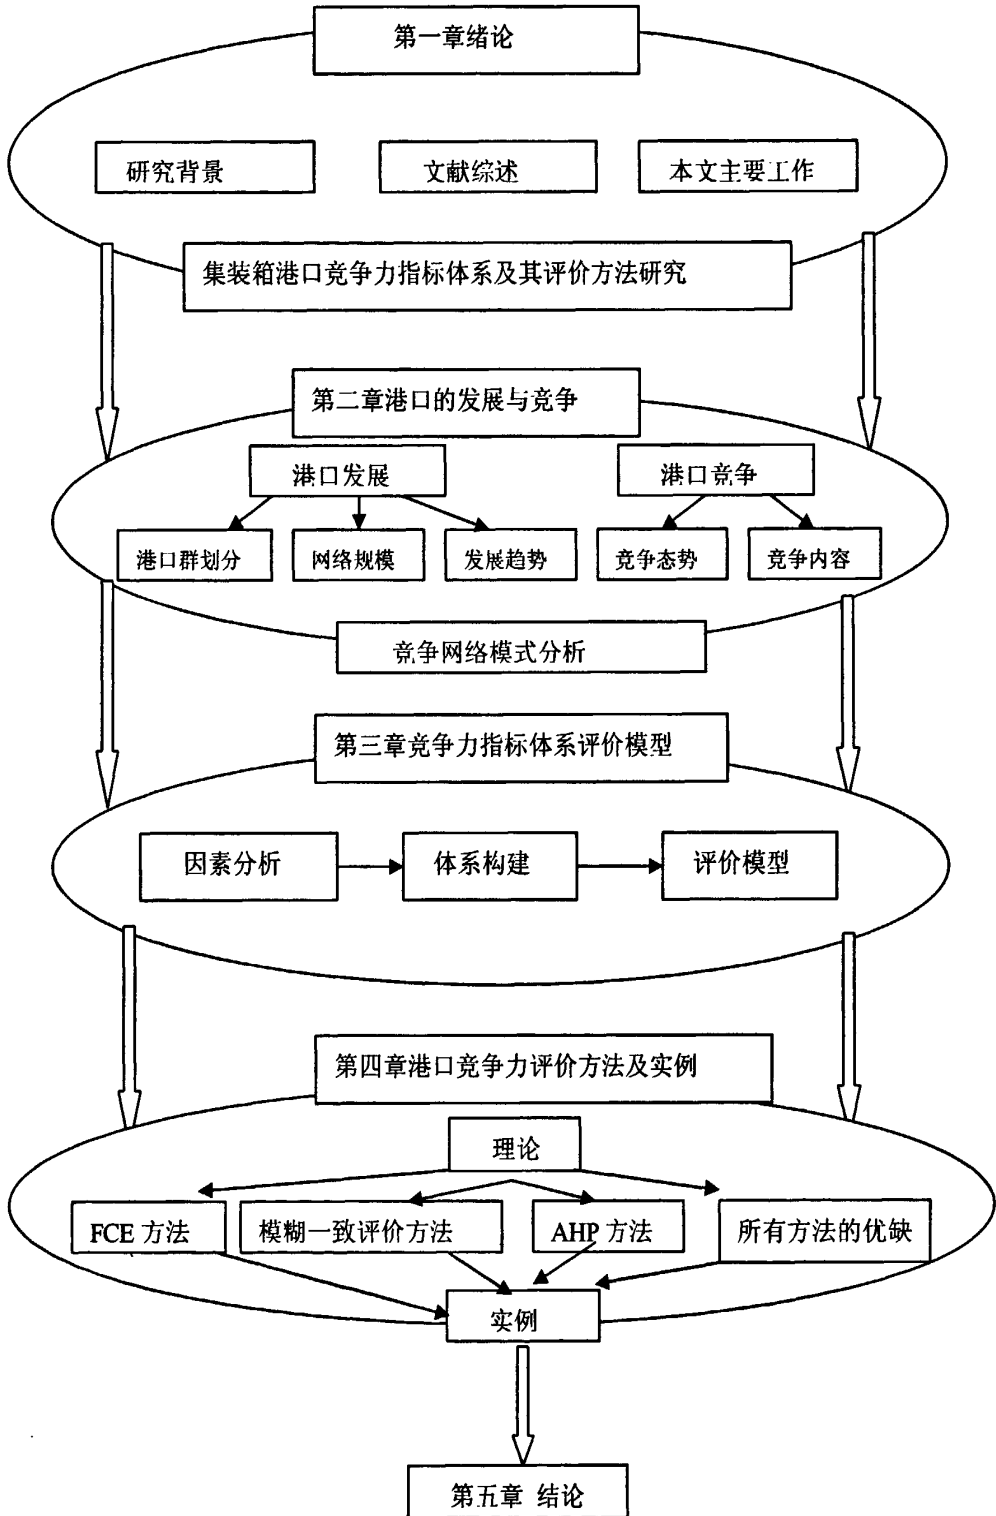 第一章绪论
研究背景
文献综述
本文主要工作
集装箱港口竞争力指标体系及其评价方法研究
第二章港口的发展与竞争
港口发展
港口竞争
港口群划分
网络规模
发展趋势
竞争态势
竞争内容
竞争网络模式分析
第三章竞争力指标体系评价模型
因素分析
体系构建
评价模型
第四章港口竞争力评价方法及实例
理论
FCE 方法
模糊一致评价方法
AHP 方法
所有方法的优缺
实例
第五章 结论